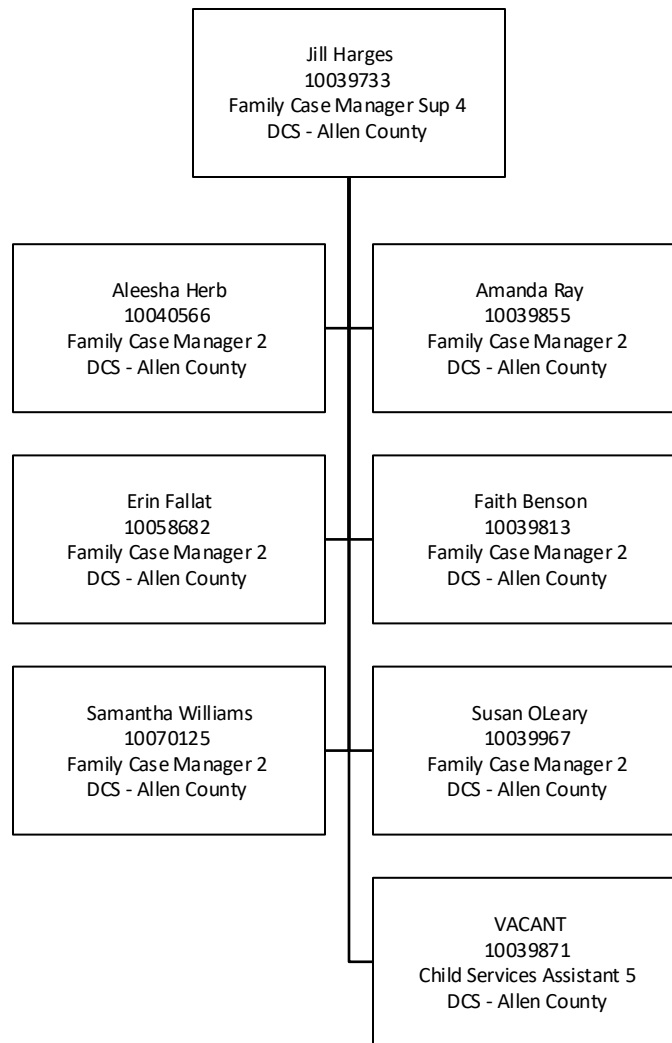 Jill Harges
10039733
Family Case Manager Sup 4
DCS - Allen County
Aleesha Herb
10040566
Family Case Manager 2
DCS - Allen County
Amanda Ray
10039855
Family Case Manager 2
DCS - Allen County
Erin Fallat
10058682
Family Case Manager 2
DCS - Allen County
Faith Benson
10039813
Family Case Manager 2
DCS - Allen County
Samantha Williams
10070125
Family Case Manager 2
DCS - Allen County
Susan OLeary
10039967
Family Case Manager 2
DCS - Allen County
VACANT
10039871
Child Services Assistant 5
DCS - Allen County